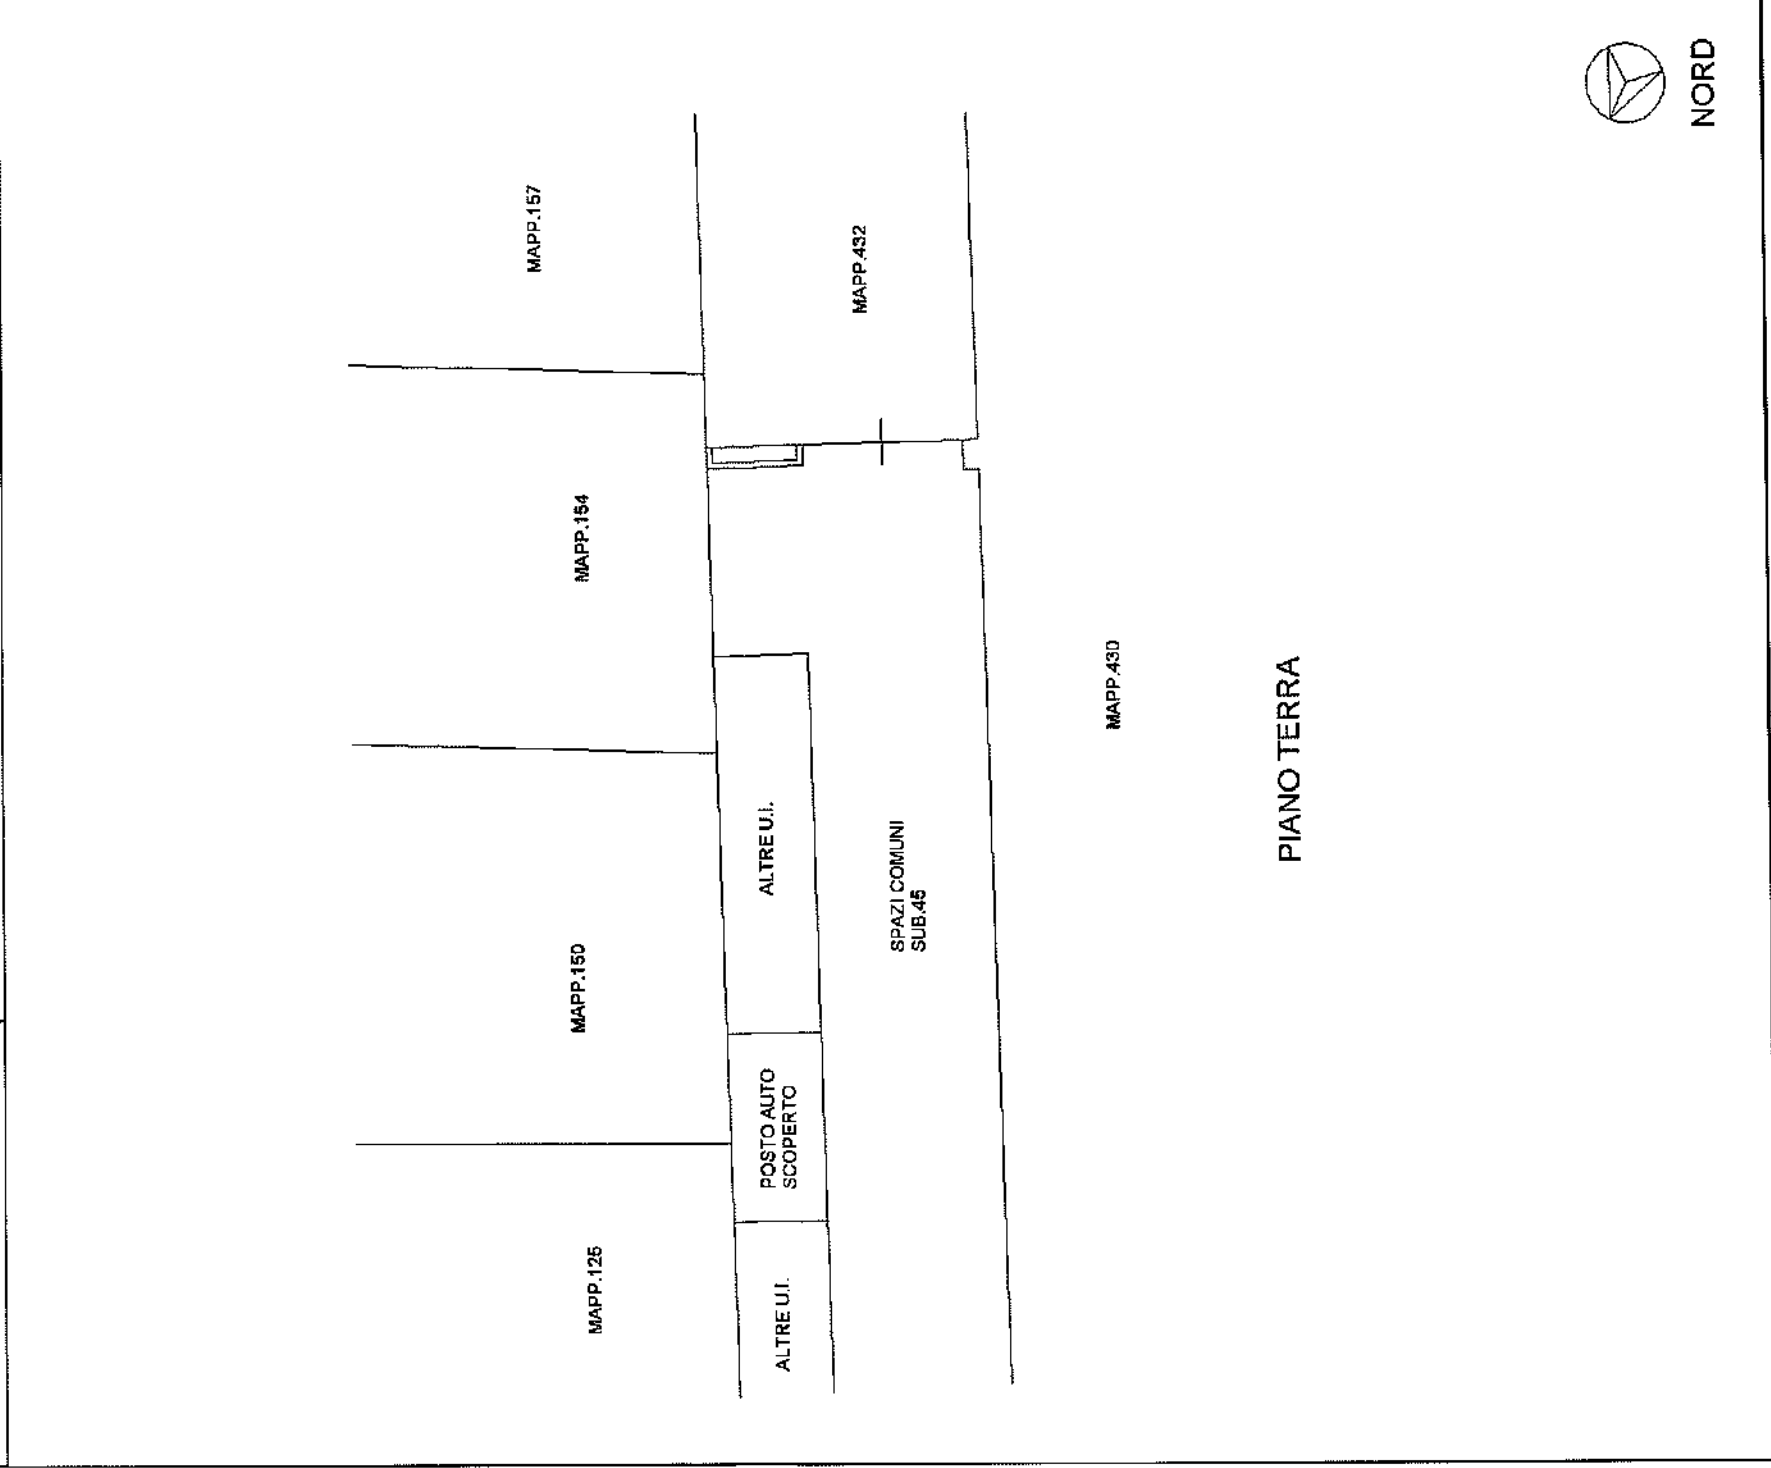 MAPP.125
MAPP.150
MAPP.154
MAPP.157
ALTRE U.I.
POSTO AUTO
SCOPERTO
ALTRE U.I.
MAPP.432
SPAZI COMUNI
SUB.45
MAPP.430
PIANO TERRA
NORD